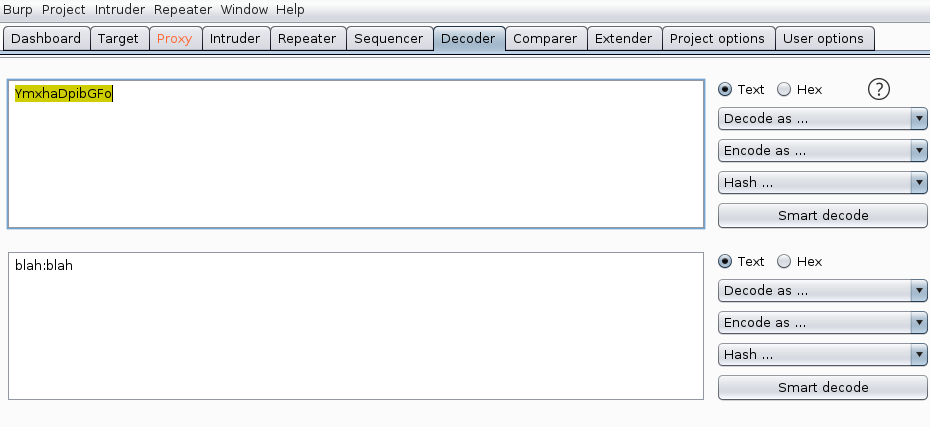 Burp Project Intruder Repeater Window Help
Dashboard Target Proxy Intruder Repeater Sequencer Decoder Comparer Extender Project options User options
YmxhaDpibGFo
Text Hex ?
Decode as ...
Encode as ...
Hash ...
Smart decode
blah:blah
Text Hex
Decode as ...
Encode as ...
Hash ...
Smart decode